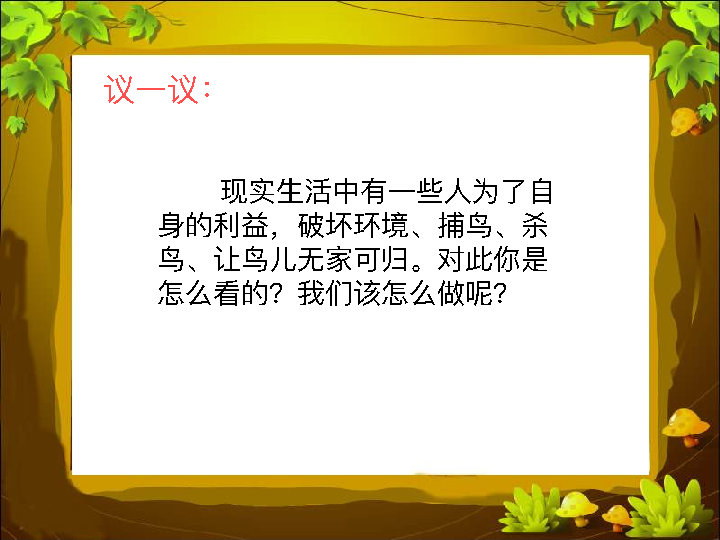 议一议：
现实生活中有一些人为了自
身的利益，破坏环境、捕鸟、杀
鸟、让鸟儿无家可归。对此你是
怎么看的？我们该怎么做呢？